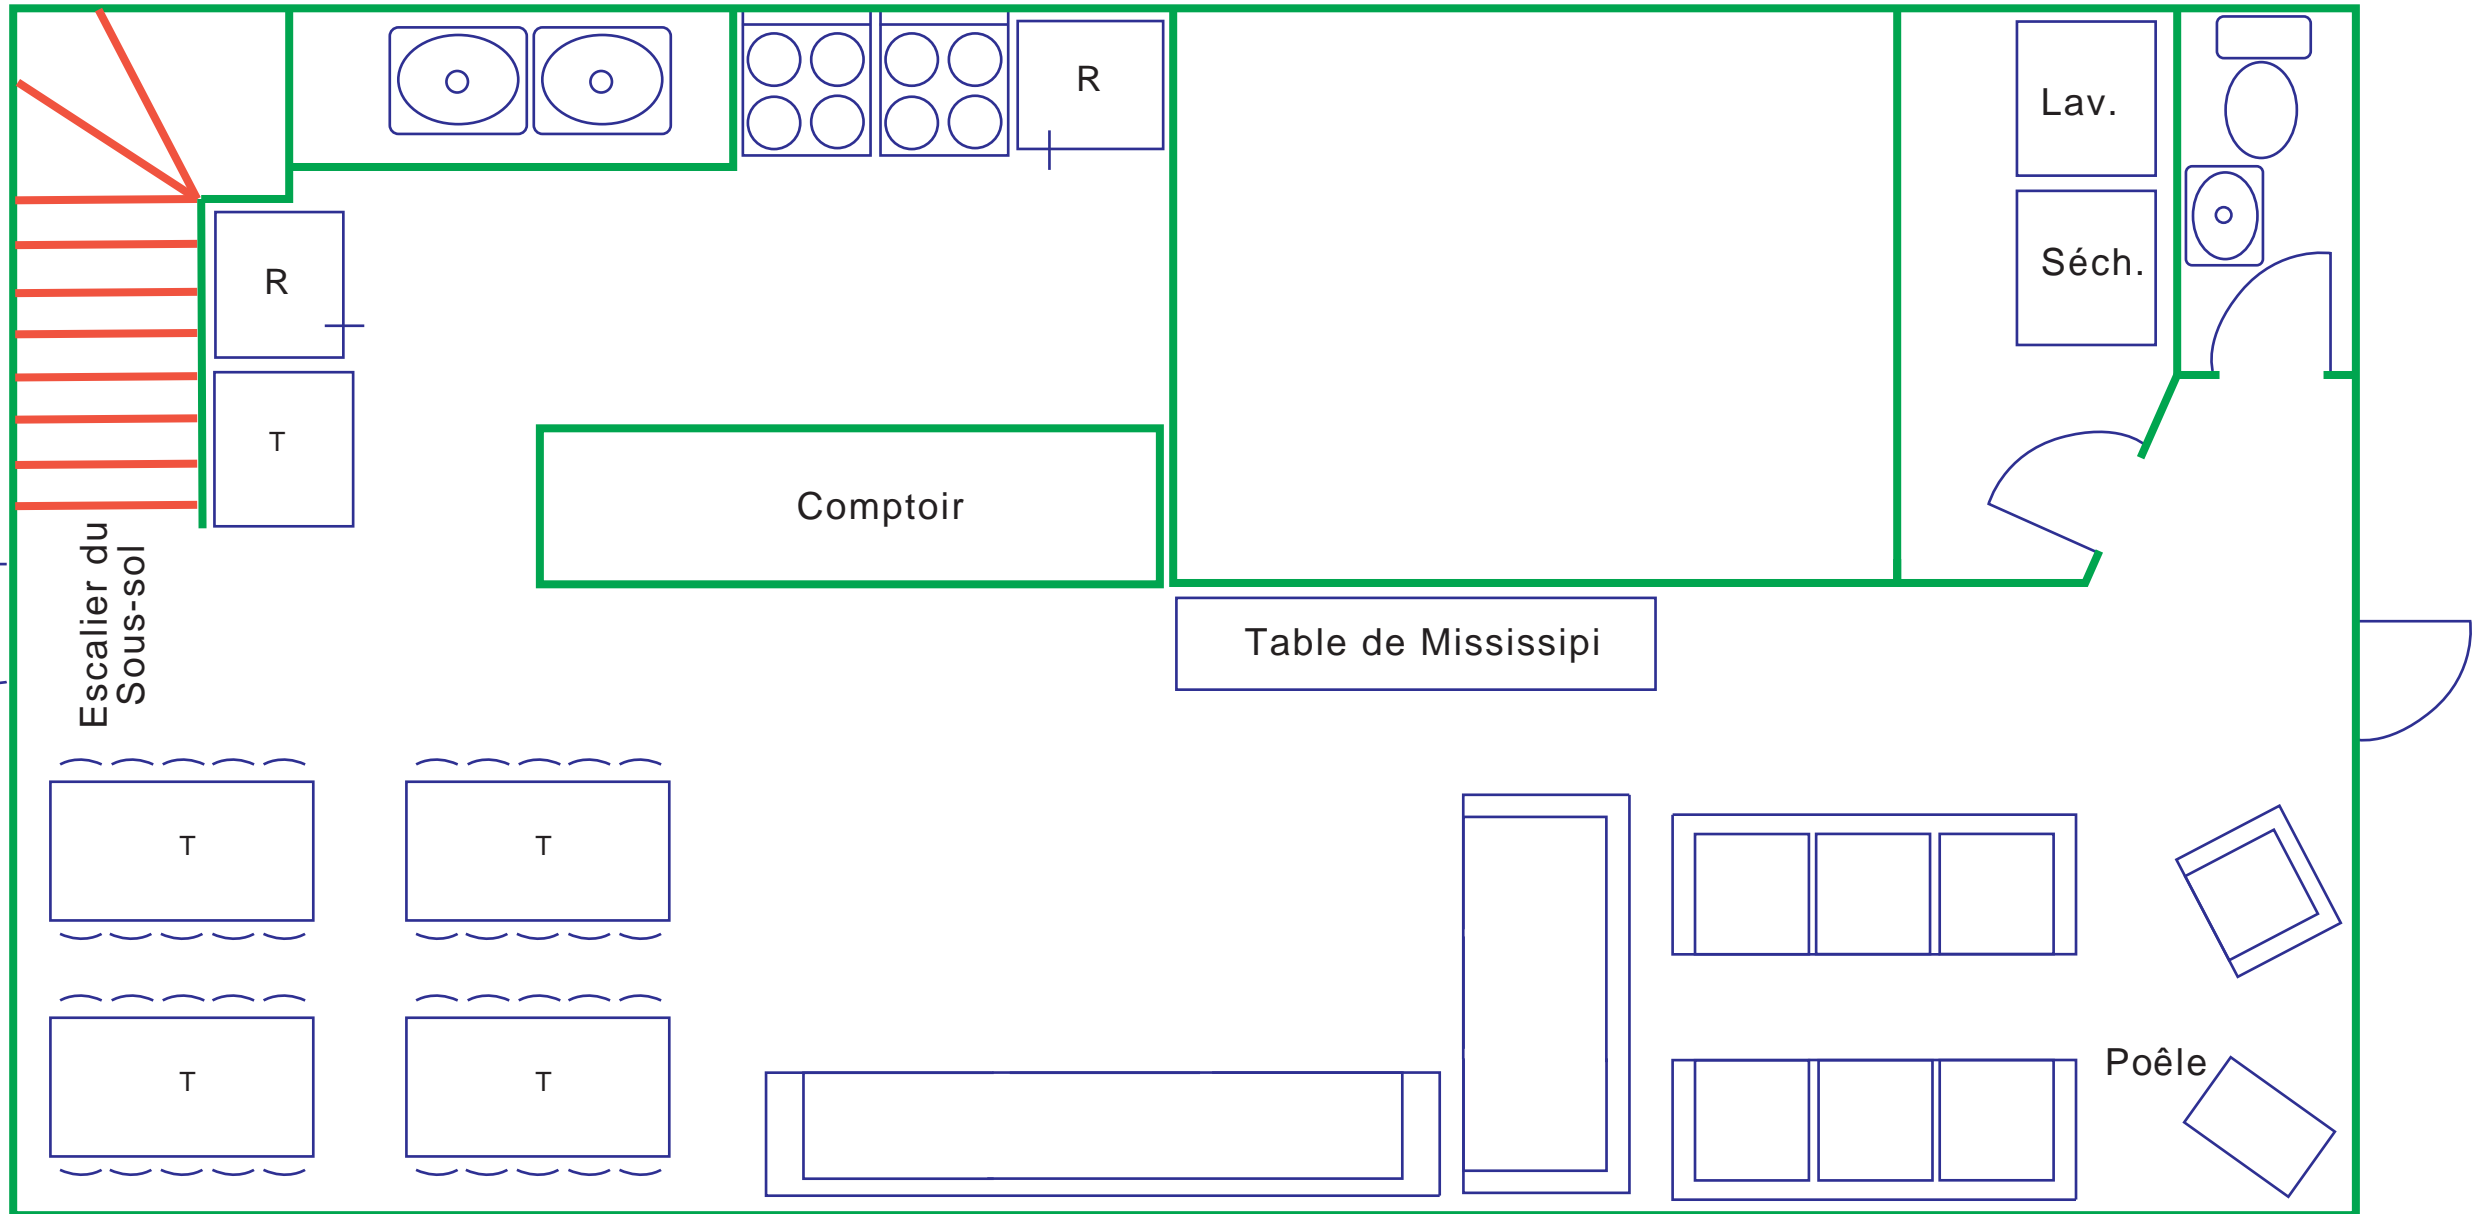 R
Lav.
R
Séch.
T
Comptoir
Escalier du
Sous-sol
Table de Mississipi
T
T
T
T
Poêle